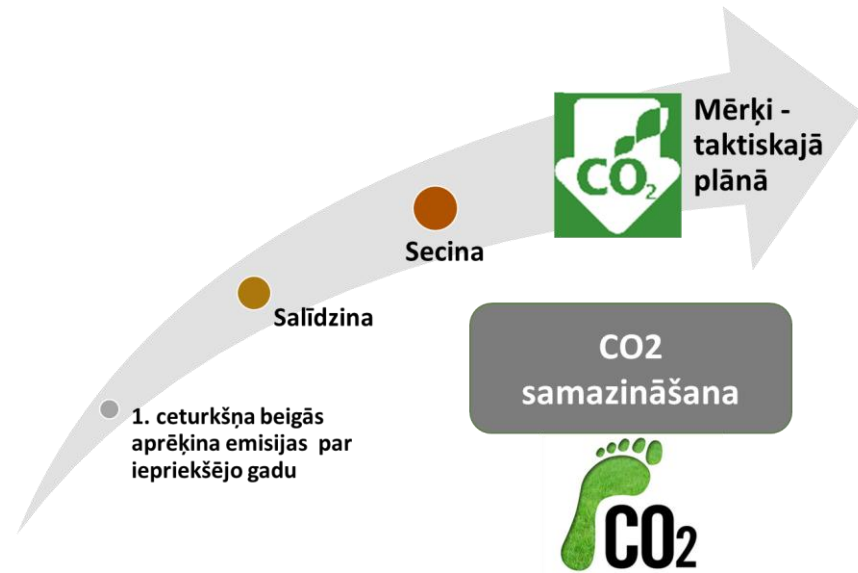 Mērķi -
taktiskajā
plānā
CO2
Secina
Salīdzina
1. ceturkšņa beigās
aprēķina emisijas par
iepriekšējo gadu
CO2
samazināšana
CO2